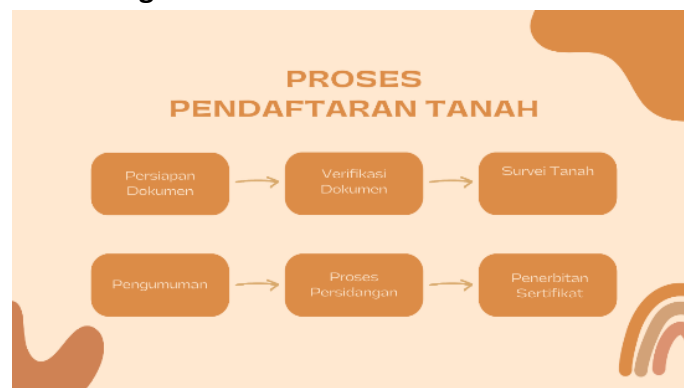 PROSES
PENDAFTARAN TANAH
Persiapan
Dokumen
Verifikasi
Dokumen
Survei Tanah
Pengumuman
Proses
Persidangan
Penerbitan
Sertifikat